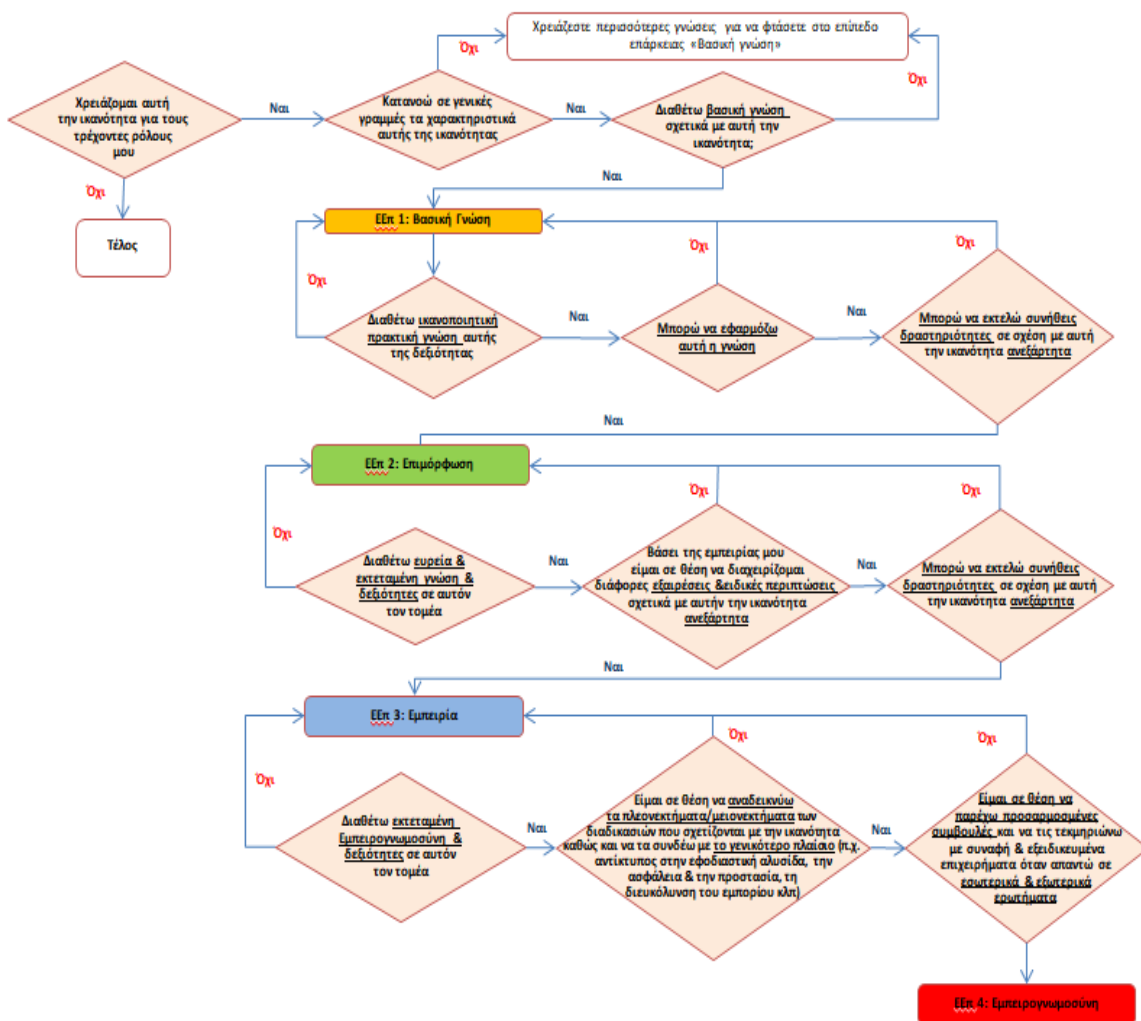 Χρειάζεστε περισσότερες γνώσεις για να φτάσετε στο επίπεδο
επάρκειας «Βασική γνώση»
Όχι
Όχι
Χρειάζομαι αυτή
την ικανότητα για τους
τρέχοντες ρόλους
μου
Ναι
Κατανοώ σε γενικές
γραμμές τα χαρακτηριστικά
αυτής της ικανότητας
Ναι
Διαθέτω βασική γνώση
σχετικά με αυτή την
ικανότητα;
Όχι
Ναι
Τέλος
ΕΕπ 1: Βασική Γνώση
Όχι
Όχι
Όχι
Διαθέτω ικανοποιητική
πρακτική γνώση αυτής
της δεξιότητας
Ναι
Μπορώ να εφαρμόζω
αυτή η γνώση
Ναι
Μπορώ να εκτελώ συνήθεις
δραστηριότητες σε σχέση με αυτή
την ικανότητα ανεξάρτητα
Ναι
ΕΕπ 2: Επιμόρφωση
Όχι
Όχι
Όχι
Διαθέτω ευρεία &
εκτεταμένη γνώση &
δεξιότητες σε αυτόν
τον τομέα
Ναι
Βάσει της εμπειρίας μου
είμαι σε θέση να διαχειρίζομαι
διάφορες εξαιρέσεις &ειδικές περιπτώσεις
σχετικά με αυτήν την ικανότητα
ανεξάρτητα
Ναι
Μπορώ να εκτελώ συνήθεις
δραστηριότητες σε σχέση με αυτή
την ικανότητα ανεξάρτητα
Ναι
ΕΕπ 3: Εμπειρία
Όχι
Όχι
Όχι
Διαθέτω εκτεταμένη
Εμπειρογνωμοσύνη &
δεξιότητες σε αυτόν
τον τομέα
Ναι
Είμαι σε θέση να αναδεικνύω
τα πλεονεκτήματα/μειονεκτήματα των
διαδικασιών που σχετίζονται με την ικανότητα
καθώς και να τα συνδέω με το γενικότερο πλαίσιο (π.χ.
αντίκτυπος στην εφοδιαστική αλυσίδα, την
ασφάλεια & την προστασία, τη
διευκόλυνση του εμπορίου κλπ)
Ναι
Είμαι σε θέση να
παρέχω προσαρμοσμένες
συμβουλές και να τις τεκμηριώνω
με συναφή & εξειδικευμένα
επιχειρήματα όταν απαντώ σε
εσωτερικά & εξωτερικά
ερωτήματα
ΕΕπ 4: Εμπειρογνωμοσύνη